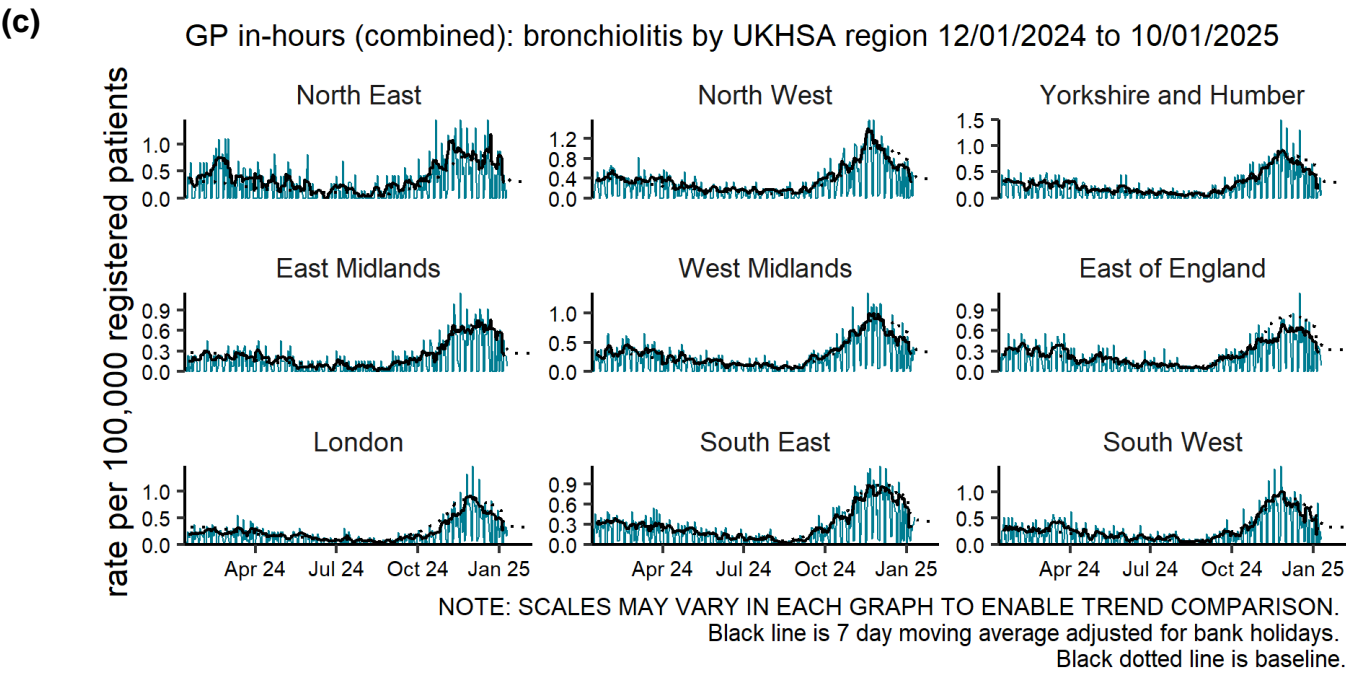 (c)
GP in-hours (combined): bronchiolitis by UKHSA region 12/01/2024 to 10/01/2025
rate per 100,000 registered patients
North East
1.0
0.5
0.0
North West
1.2
0.8
0.4
0.0
Yorkshire and Humber
1.5
1.0
0.5
0.0
East Midlands
0.9
0.6
0.3
0.0
West Midlands
1.0
0.5
0.0
East of England
0.9
0.6
0.3
0.0
London
1.0
0.5
0.0
Apr 24 Jul 24 Oct 24 Jan 25
South East
0.9
0.6
0.3
0.0
Apr 24 Jul 24 Oct 24 Jan 25
South West
1.0
0.5
0.0
Apr 24 Jul 24 Oct 24 Jan 25
NOTE: SCALES MAY VARY IN EACH GRAPH TO ENABLE TREND COMPARISON.
Black line is 7 day moving average adjusted for bank holidays.
Black dotted line is baseline.